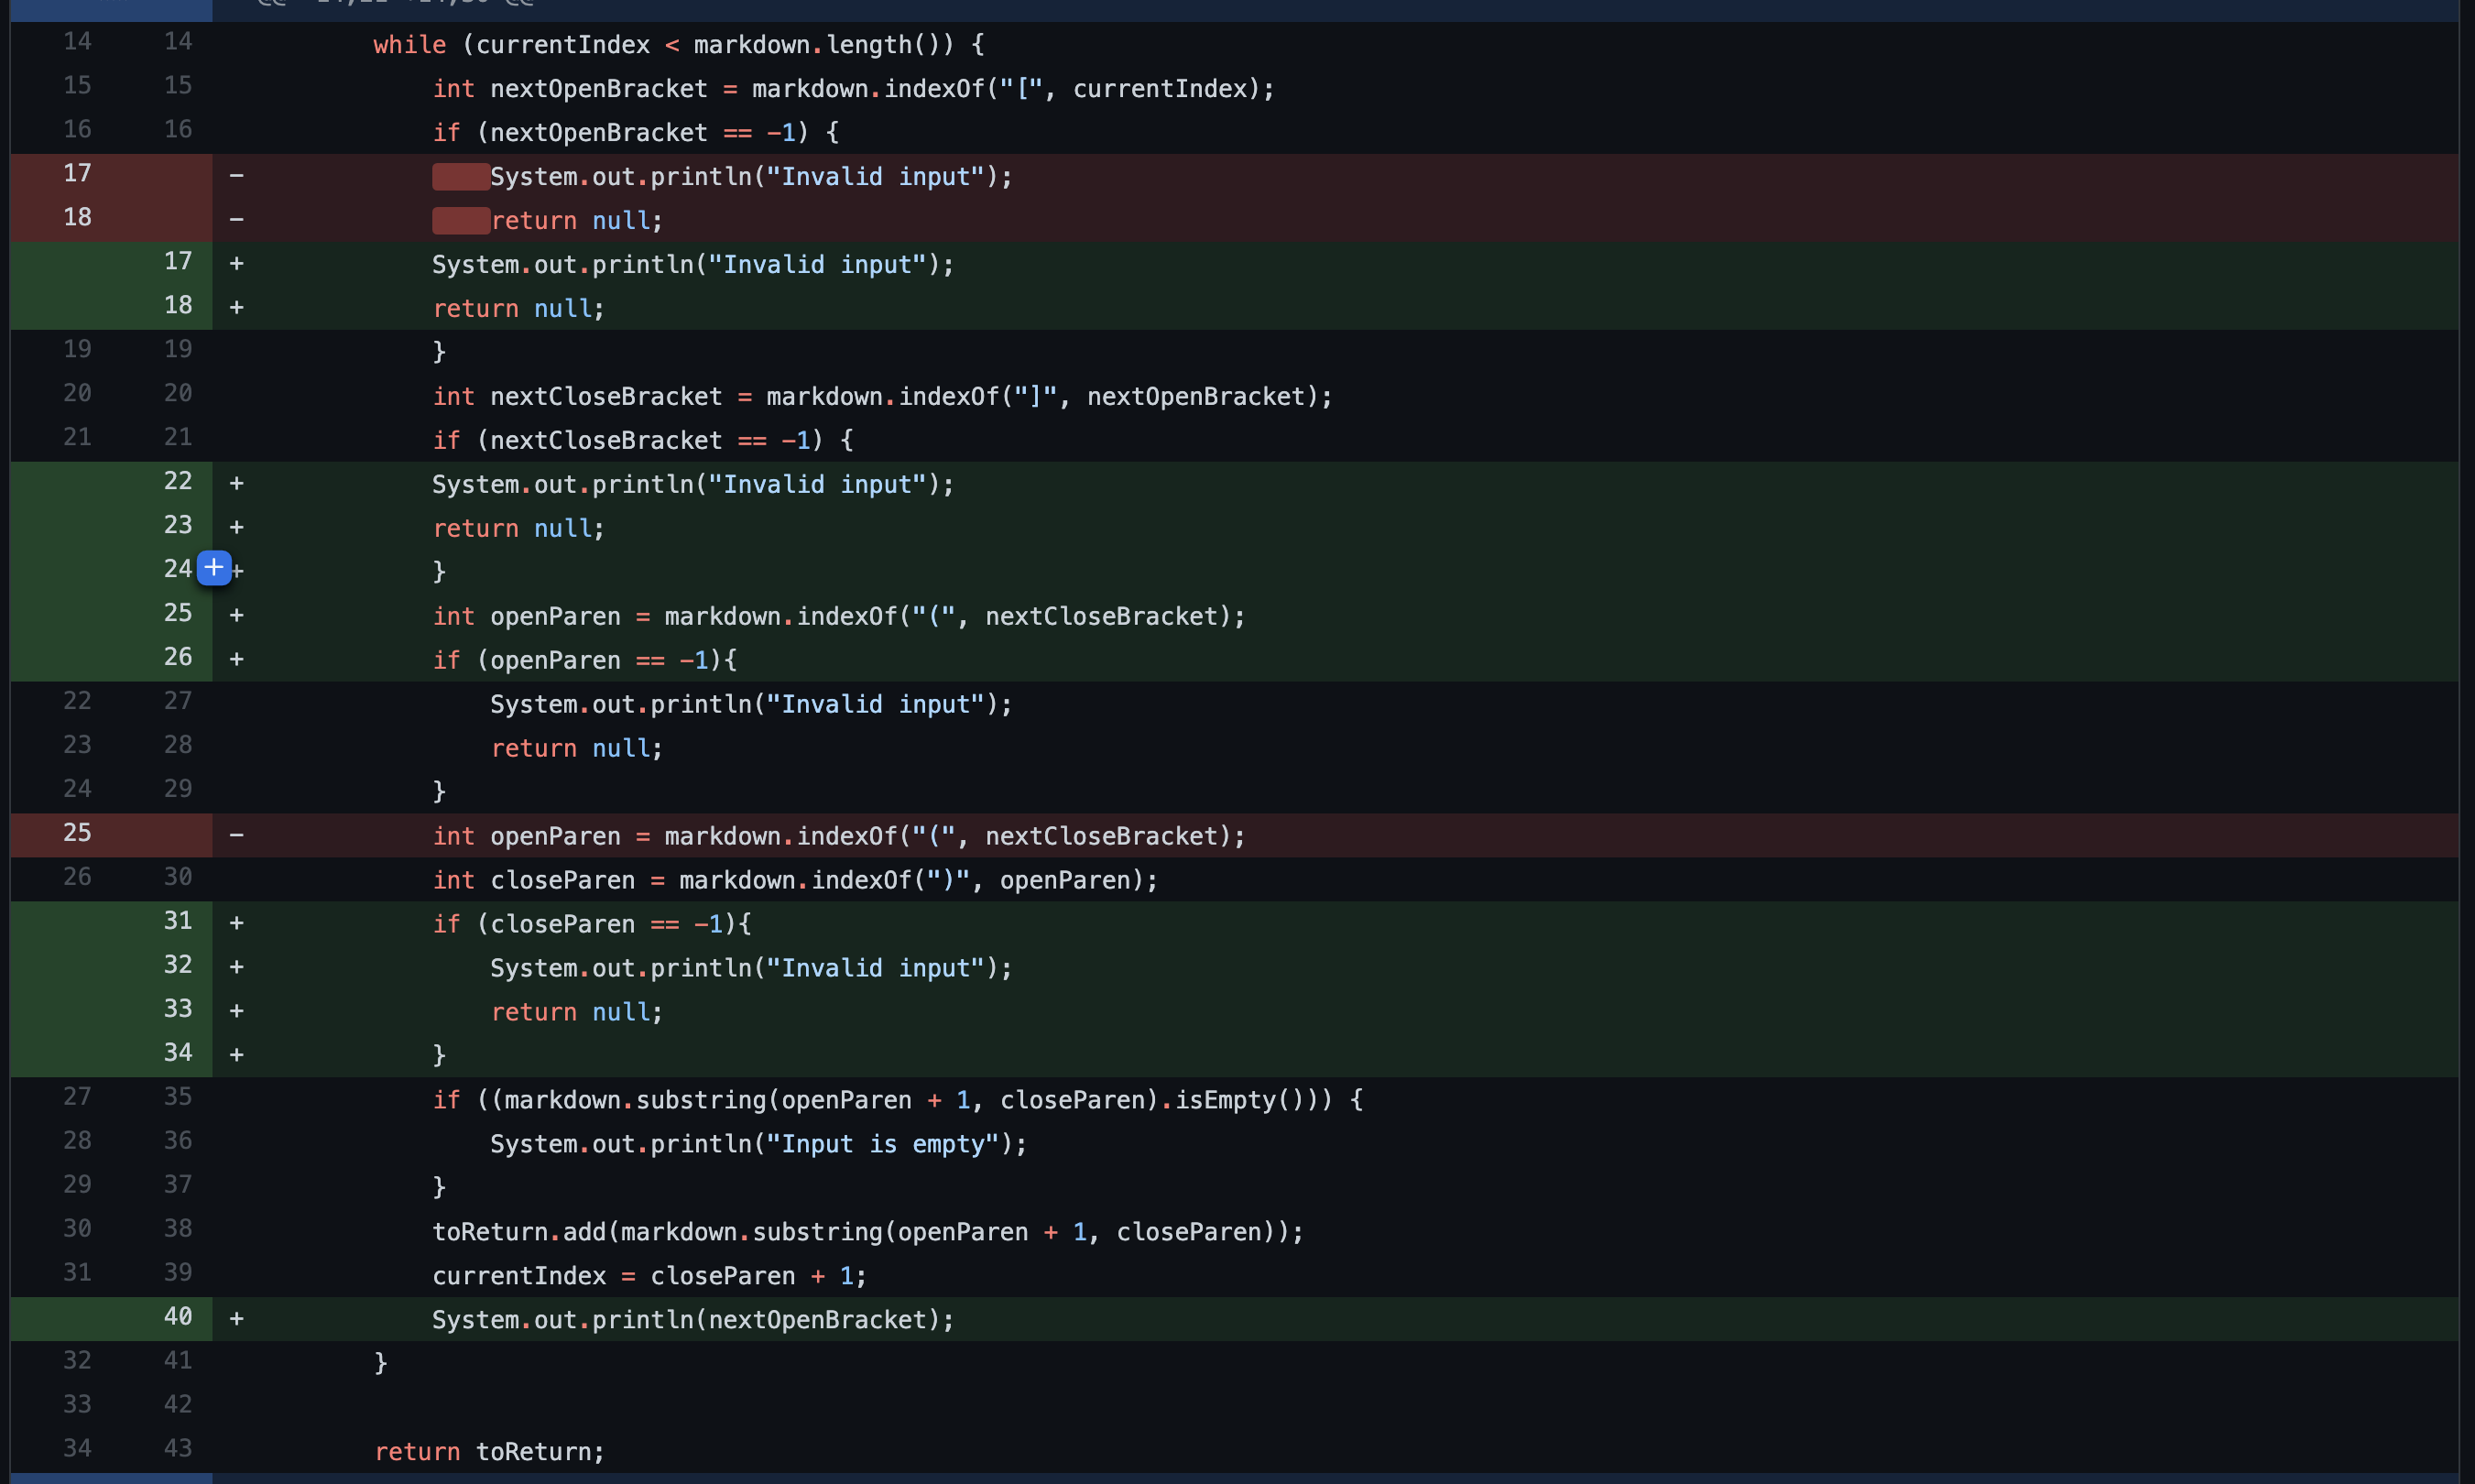 14 14 while (currentIndex < markdown.length()) {
15 15 int nextOpenBracket = markdown.indexOf("[", currentIndex);
16 16 if (nextOpenBracket == -1) {
17 - System.out.println("Invalid input");
18 - return null;
17 + System.out.println("Invalid input");
18 + return null;
19 19 }
20 20 int nextCloseBracket = markdown.indexOf("]", nextOpenBracket);
21 21 if (nextCloseBracket == -1) {
22 + System.out.println("Invalid input");
23 + return null;
24 + + }
25 + int openParen = markdown.indexOf("(", nextCloseBracket);
26 + if (openParen == -1){
22 27 System.out.println("Invalid input");
23 28 return null;
24 29 }
25 - int openParen = markdown.indexOf("(", nextCloseBracket);
26 30 int closeParen = markdown.indexOf(")", openParen);
31 + if (closeParen == -1){
32 + System.out.println("Invalid input");
33 + return null;
34 + }
27 35 if ((markdown.substring(openParen + 1, closeParen).isEmpty())) {
28 36 System.out.println("Input is empty");
29 37 }
30 38 toReturn.add(markdown.substring(openParen + 1, closeParen));
31 39 currentIndex = closeParen + 1;
40 + System.out.println(nextOpenBracket);
32 41 }
33 42
34 43 return toReturn;